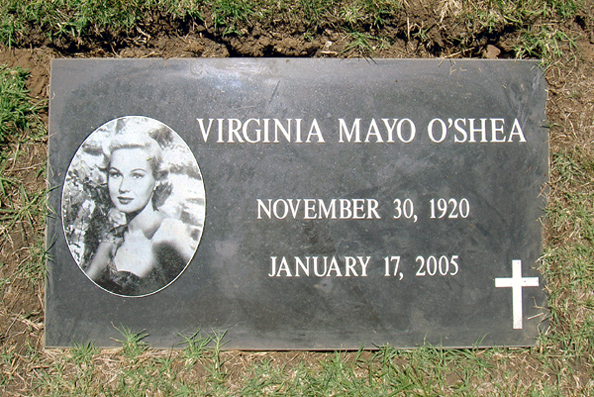 VIRGINIA MAYO O'SHEA
NOVEMBER 30, 1920
JANUARY 17, 2005